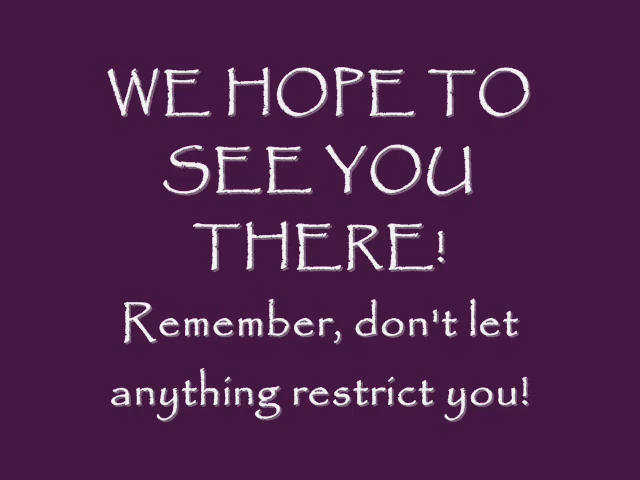 WE HOPE TO
SEE YOU
THERE!
Remember, don't let
anything restrict you!